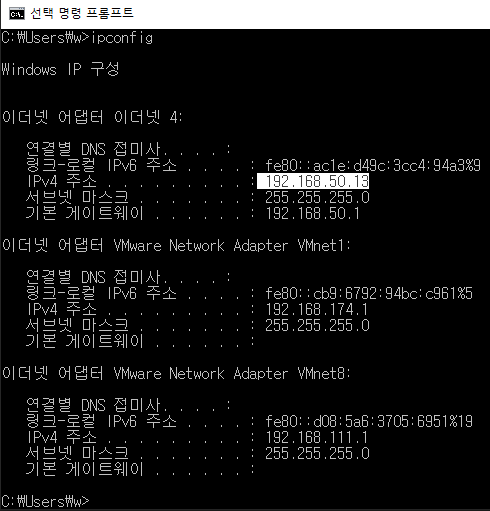 선택 명령 프롬프트
C:₩Users₩w>ipconfig
Windows IP 구성
이더넷 어댑터 이더넷 4:
연결별 DNS 접미사. . . . :
링크-로컬 IPv6 주소 . . . . : fe80::ac1e:d49c:3cc4:94a3%9
IPv4 주소 . . . . . . . . . : 192.168.50.13
서브넷 마스크 . . . . . . . : 255.255.255.0
기본 게이트웨이 . . . . . . : 192.168.50.1
이더넷 어댑터 VMware Network Adapter VMnet1:
연결별 DNS 접미사. . . . :
링크-로컬 IPv6 주소 . . . . : fe80::cb9:6792:94bc:c961%5
IPv4 주소 . . . . . . . . . : 192.168.174.1
서브넷 마스크 . . . . . . . : 255.255.255.0
기본 게이트웨이 . . . . . . :
이더넷 어댑터 VMware Network Adapter VMnet8:
연결별 DNS 접미사. . . . :
링크-로컬 IPv6 주소 . . . . : fe80::d08:5a6:3705:6951%19
IPv4 주소 . . . . . . . . . : 192.168.111.1
서브넷 마스크 . . . . . . . : 255.255.255.0
기본 게이트웨이 . . . . . . :
C:₩Users₩w>